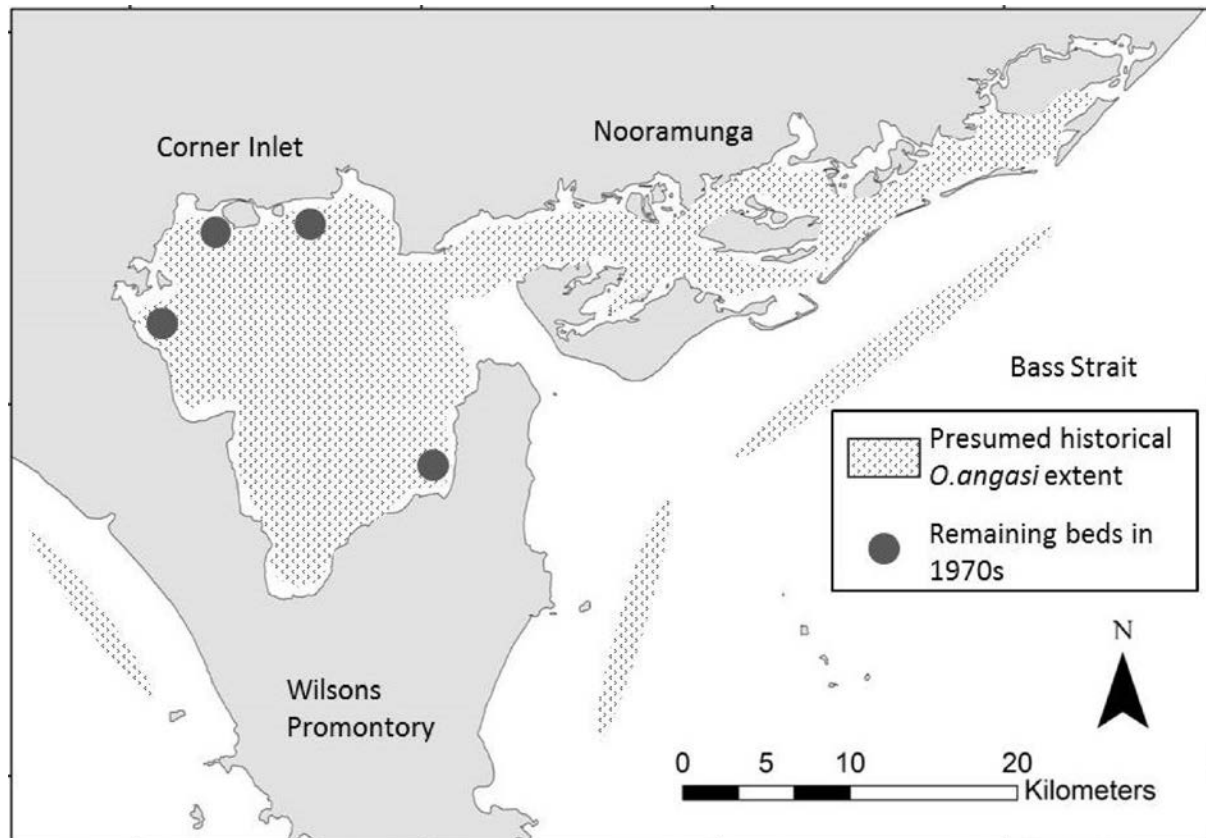 Corner Inlet
Nooramunga
Bass Strait
Presumed historical
O.angasi extent
Remaining beds in
1970s
Wilsons
Promontory
N
0 5 10 20
Kilometers